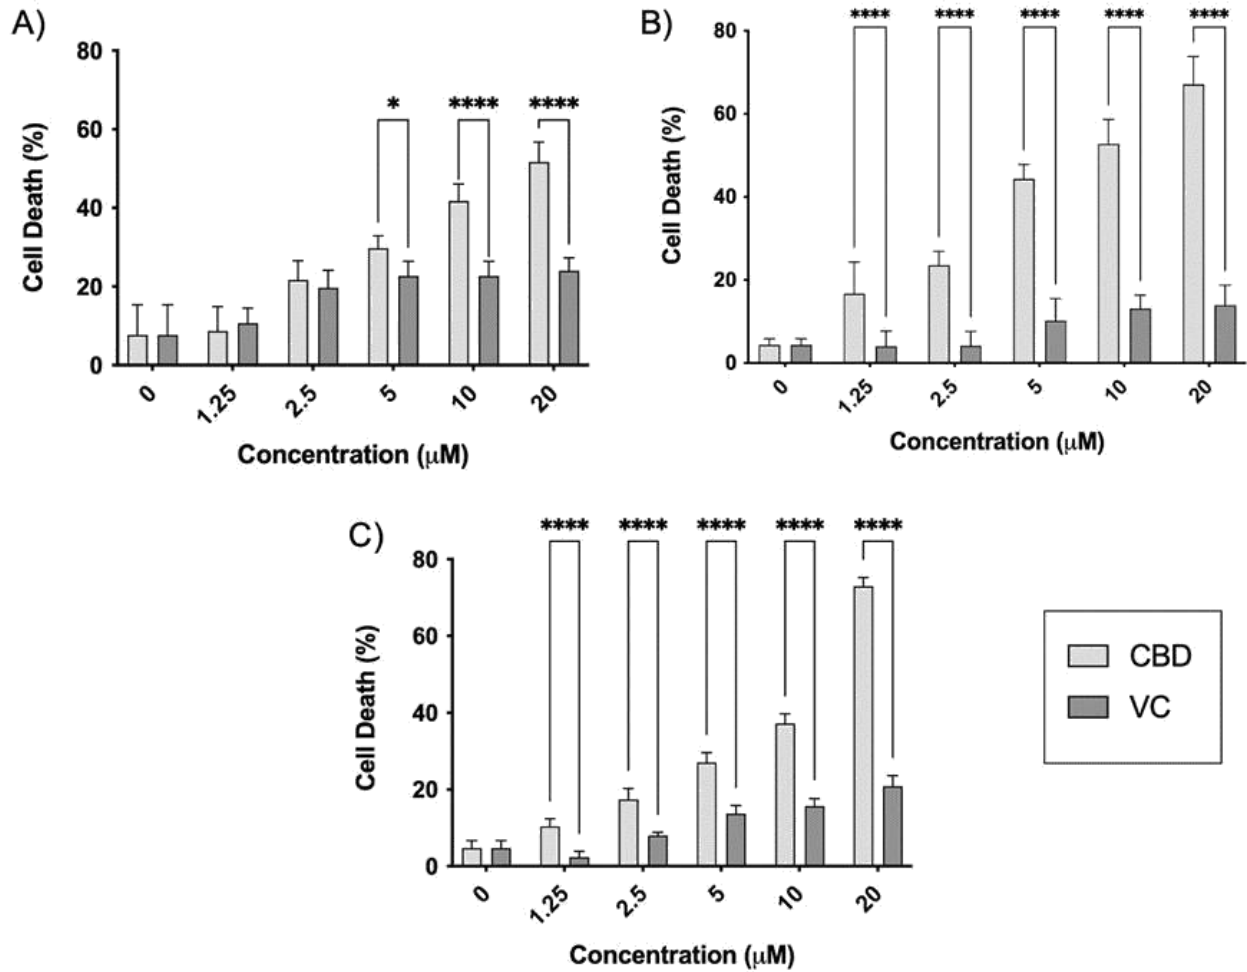 A)
* **** ****
80
60
40
20
0
Cell Death (%)
0 1.25 2.5 5 10 20
Concentration (μM)
B)
**** **** **** **** ****
80
60
40
20
0
Cell Death (%)
0 1.25 2.5 5 10 20
Concentration (μM)
C)
**** **** **** **** ****
80
60
40
20
0
Cell Death (%)
0 1.25 2.5 5 10 20
Concentration (μM)
CBD
VC